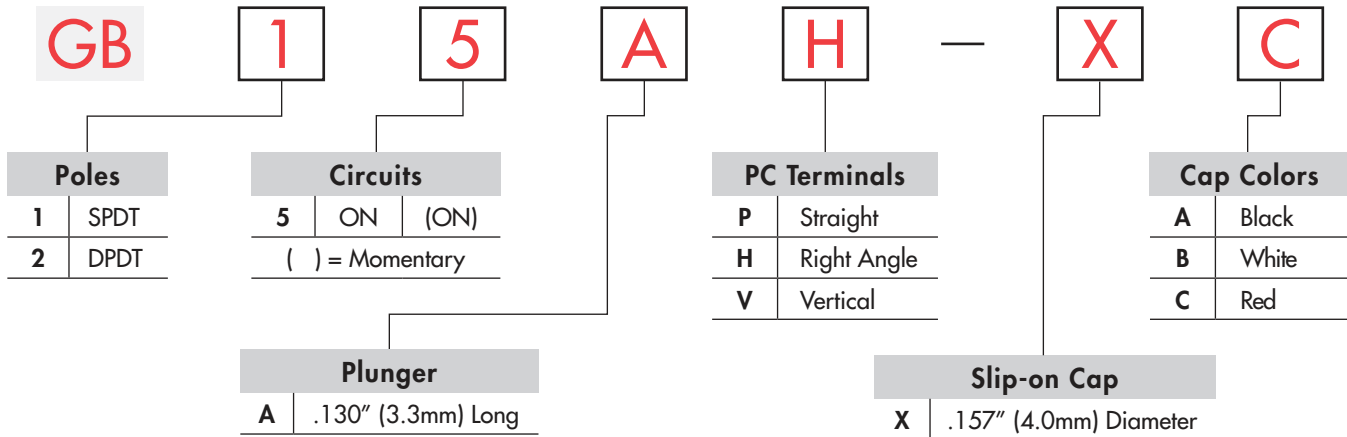 GB 1 5 A H — X C
Poles
1 SPDT
2 DPDT
Circuits
5 ON (ON)
( ) = Momentary
PC Terminals
P Straight
H Right Angle
V Vertical
Cap Colors
A Black
B White
C Red
Plunger
A .130” (3.3mm) Long
Slip-on Cap
X .157” (4.0mm) Diameter